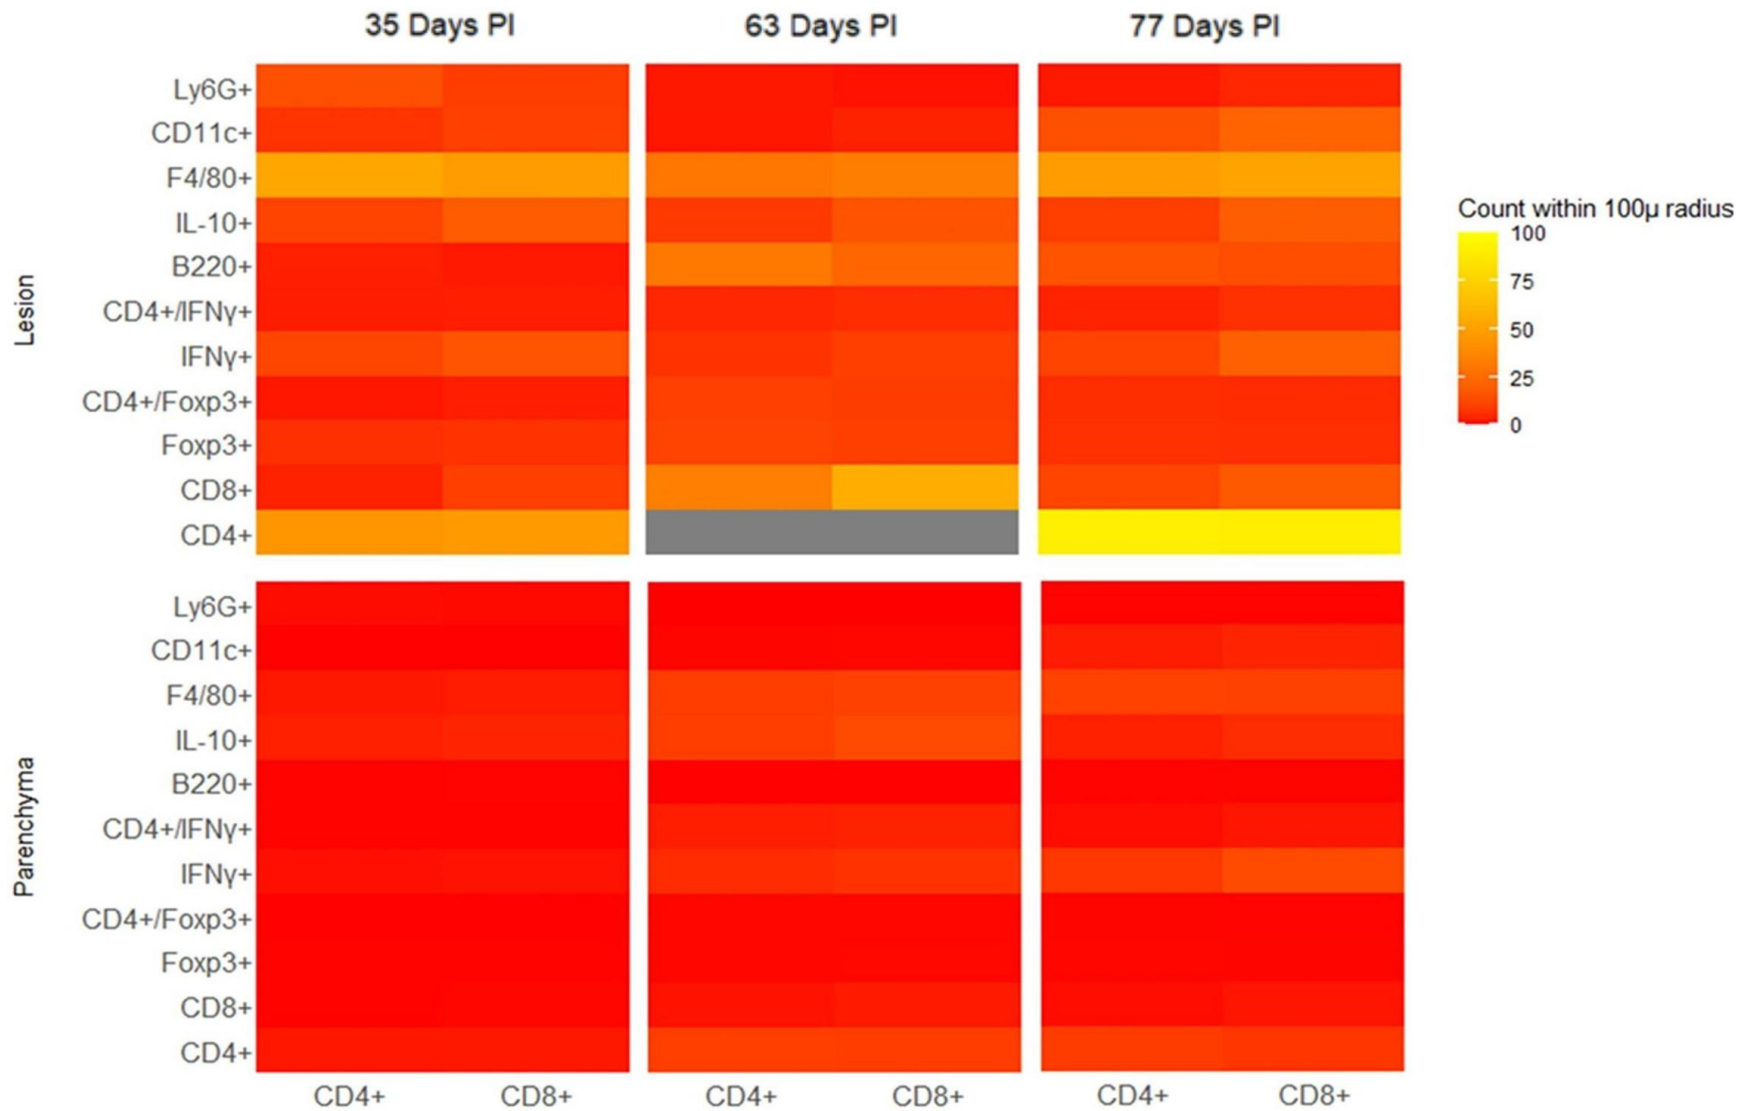 35 Days PI 63 Days PI 77 Days PI
Lesion
Ly6G+
CD11c+
F4/80+
IL-10+
B220+
CD4+/IFNγ+
IFNγ+
CD4+/Foxp3+
Foxp3+
CD8+
CD4+
Count within 100μ radius
100
75
50
25
0
Parenchyma
Ly6G+
CD11c+
F4/80+
IL-10+
B220+
CD4+/IFNγ+
IFNγ+
CD4+/Foxp3+
Foxp3+
CD8+
CD4+
CD4+ CD8+ CD4+ CD8+ CD4+ CD8+